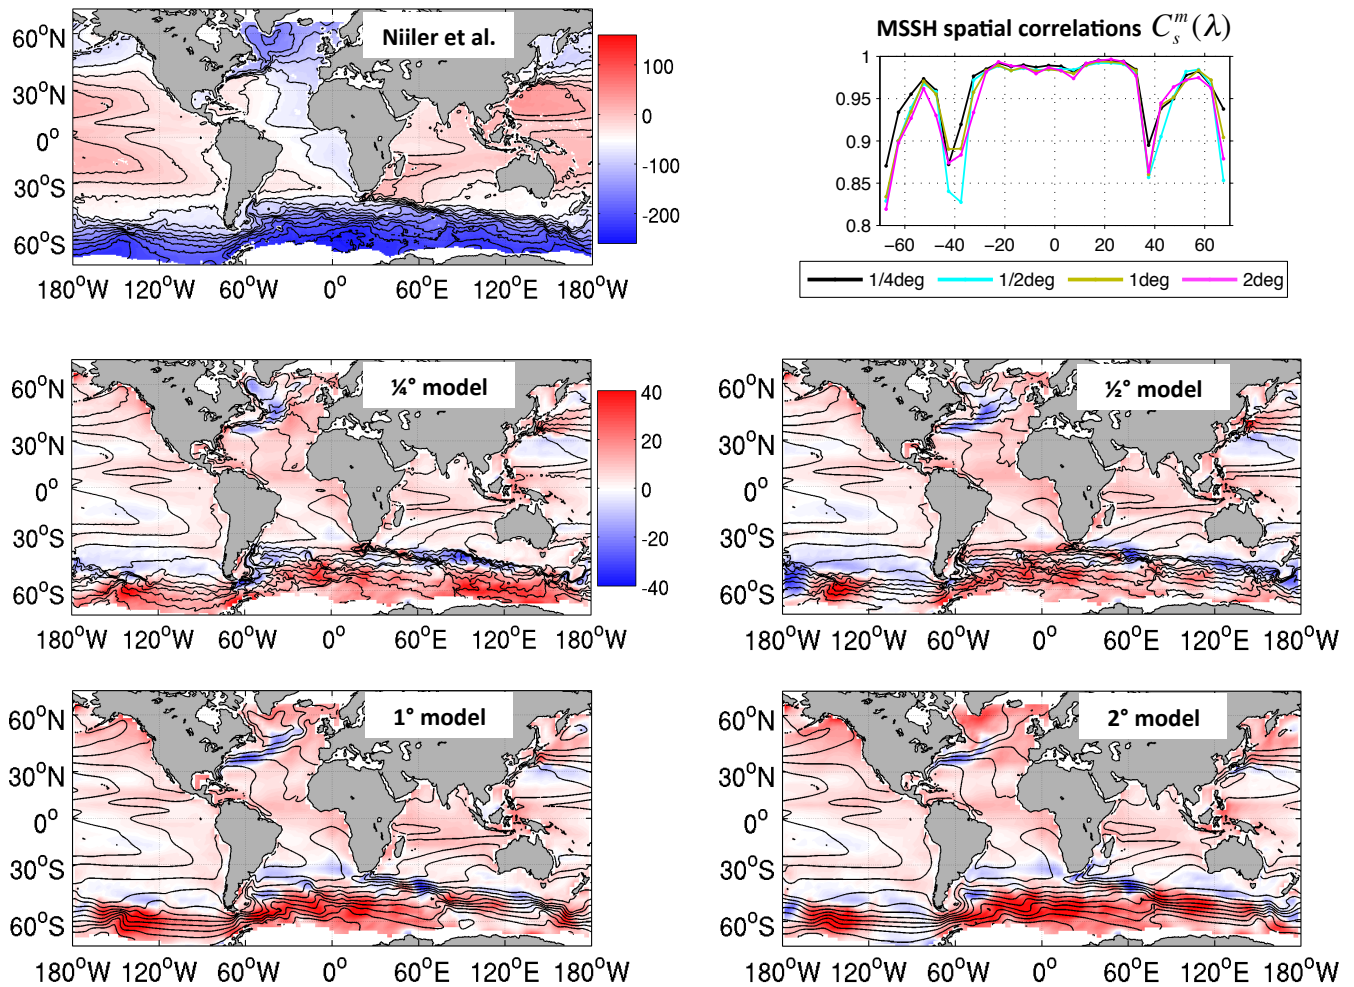 Niiler et al.
60°N
30°N
0°
30°S
60°S
180°W 120°W 60°W 0° 60°E 120°E 180°W
100
0
-100
-200
MSSH spatial correlations C_s^m(λ)
1
0.95
0.9
0.85
0.8
−60 −40 −20 0 20 40 60
1/4deg 1/2deg 1deg 2deg
¼° model
60°N
30°N
0°
30°S
60°S
180°W 120°W 60°W 0° 60°E 120°E 180°W
40
20
0
-20
-40
½° model
60°N
30°N
0°
30°S
60°S
180°W 120°W 60°W 0° 60°E 120°E 180°W
1° model
60°N
30°N
0°
30°S
60°S
180°W 120°W 60°W 0° 60°E 120°E 180°W
2° model
60°N
30°N
0°
30°S
60°S
180°W 120°W 60°W 0° 60°E 120°E 180°W